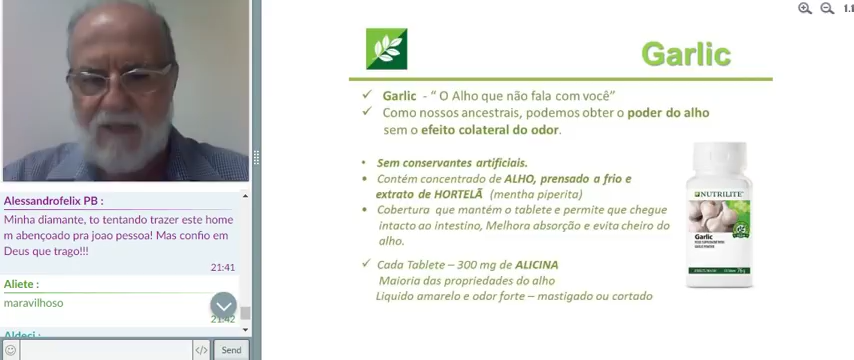 1.1
Garlic
✓ Garlic - “ O Alho que não fala com você”
✓ Como nossos ancestrais, podemos obter o poder do alho
sem o efeito colateral do odor.
• Sem conservantes artificiais.
• Contém concentrado de ALHO, prensado a frio e
extrato de HORTELÃ (mentha piperita)
• Cobertura que mantém o tablete e permite que chegue
intacto ao intestino, Melhora absorção e evita cheiro do
alho.
✓ Cada Tablete – 300 mg de ALICINA
Maioria das propriedades do alho
Liquido amarelo e odor forte – mastigado ou cortado
NUTRILITE
Garlic
Alessandrofelix PB :
Minha diamante, to tentando trazer este home
m abençoado pra joao pessoa! Mas confio em
Deus que trago!!!
21:41
Aliete :
maravilhoso
21:42
Aldeci :
</> Send